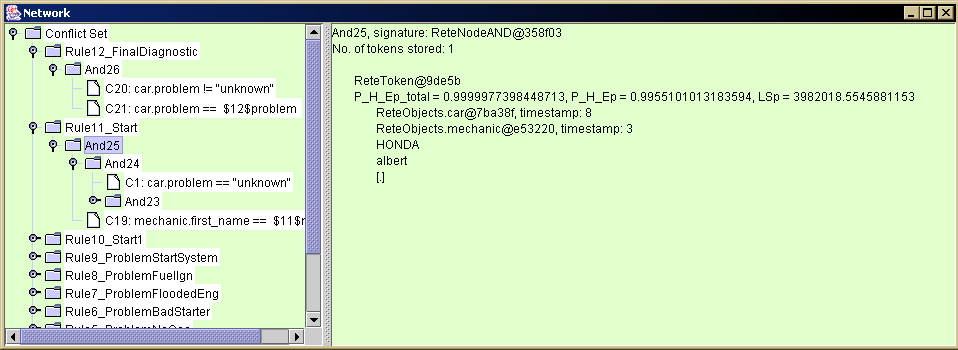 Network
Conflict Set
Rule12_FinalDiagnostic
And26
C20: car.problem != "unknown"
C21: car.problem == $12$problem
Rule11_Start
And25
And24
C1: car.problem == "unknown"
And23
C19: mechanic.first_name == $11$r
Rule10_Start1
Rule9_ProblemStartSystem
Rule8_ProblemFuelIgn
Rule7_ProblemFloodedEng
Rule6_ProblemBadStarter
And25, signature: ReteNodeAND@358f03
No. of tokens stored: 1
ReteToken@9de5b
P_H_Ep_total = 0.9999977398448713, P_H_Ep = 0.9955101013183594, LSp = 3982018.5545881153
ReteObjects.car@7ba38f, timestamp: 8
ReteObjects.mechanic@e53220, timestamp: 3
HONDA
albert
[.]